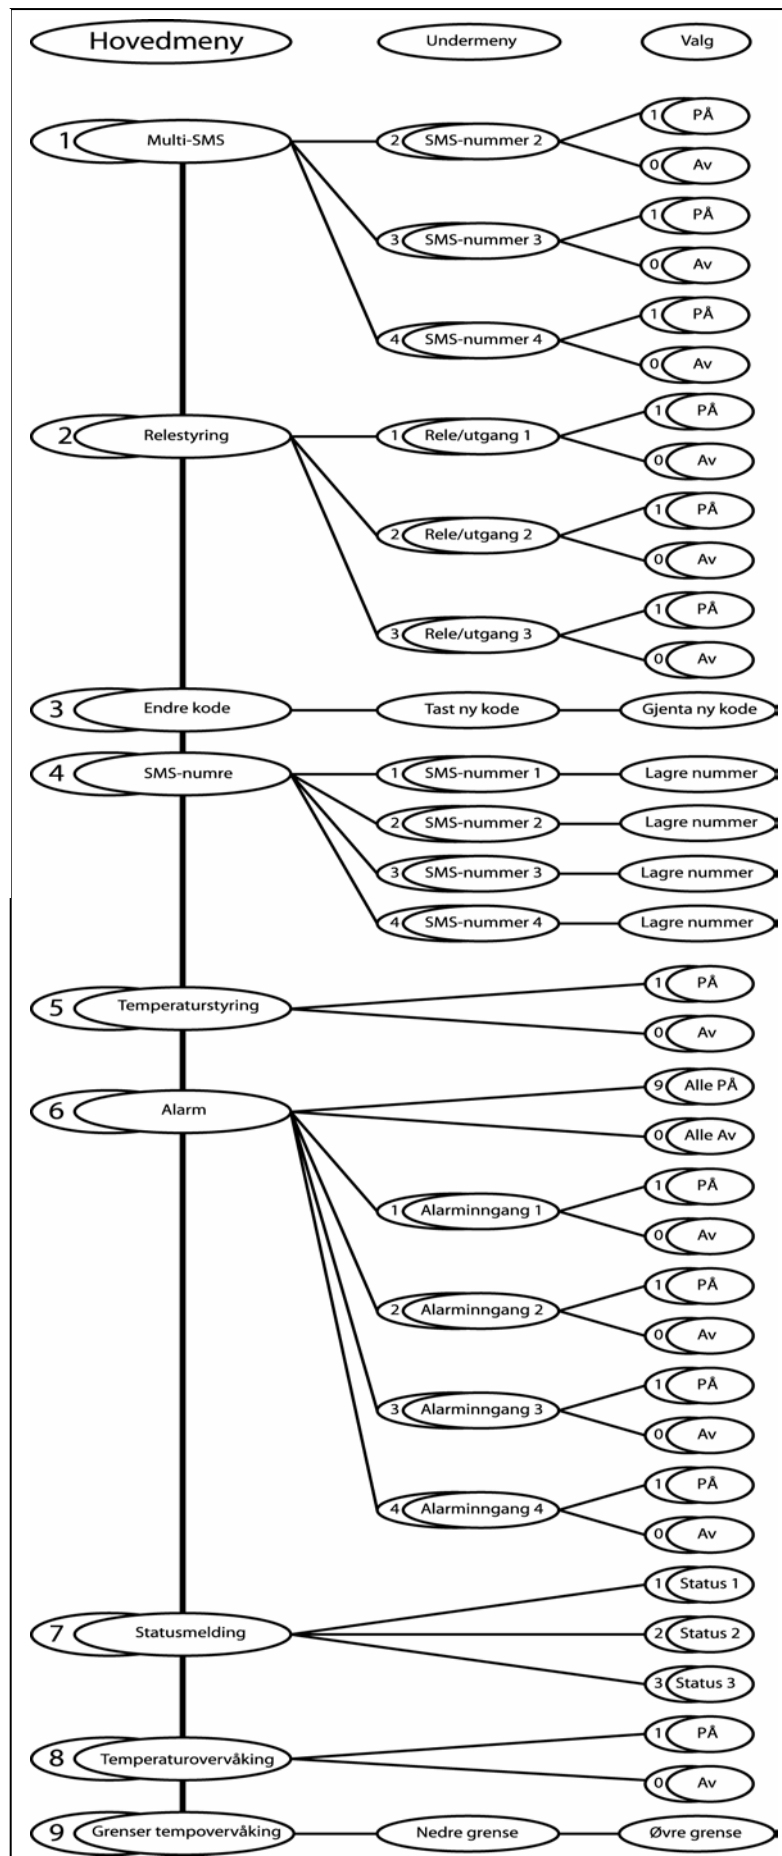 Hovedmeny Undermeny Valg
1 PÅ
1 Multi-SMS 2 SMS-nummer 2
0 Av
1 PÅ
3 SMS-nummer 3
0 Av
1 PÅ
4 SMS-nummer 4
0 Av
1 PÅ
2 Relestyring 1 Rele/utgang 1
0 Av
1 PÅ
2 Rele/utgang 2
0 Av
1 PÅ
3 Rele/utgang 3
0 Av
3 Endre kode Tast ny kode Gjenta ny kode
4 SMS-numre 1 SMS-nummer 1 Lagre nummer
2 SMS-nummer 2 Lagre nummer
3 SMS-nummer 3 Lagre nummer
4 SMS-nummer 4 Lagre nummer
1 PÅ
5 Temperaturstyring
0 Av
9 Alle PÅ
6 Alarm
0 Alle Av
1 PÅ
1 Alarminngang 1
0 Av
1 PÅ
2 Alarminngang 2
0 Av
1 PÅ
3 Alarminngang 3
0 Av
1 PÅ
4 Alarminngang 4
0 Av
1 Status 1
7 Statusmelding 2 Status 2
3 Status 3
1 PÅ
8 Temperaturovervåking
0 Av
9 Grenser tempovervåking Nedre grense Øvre grense